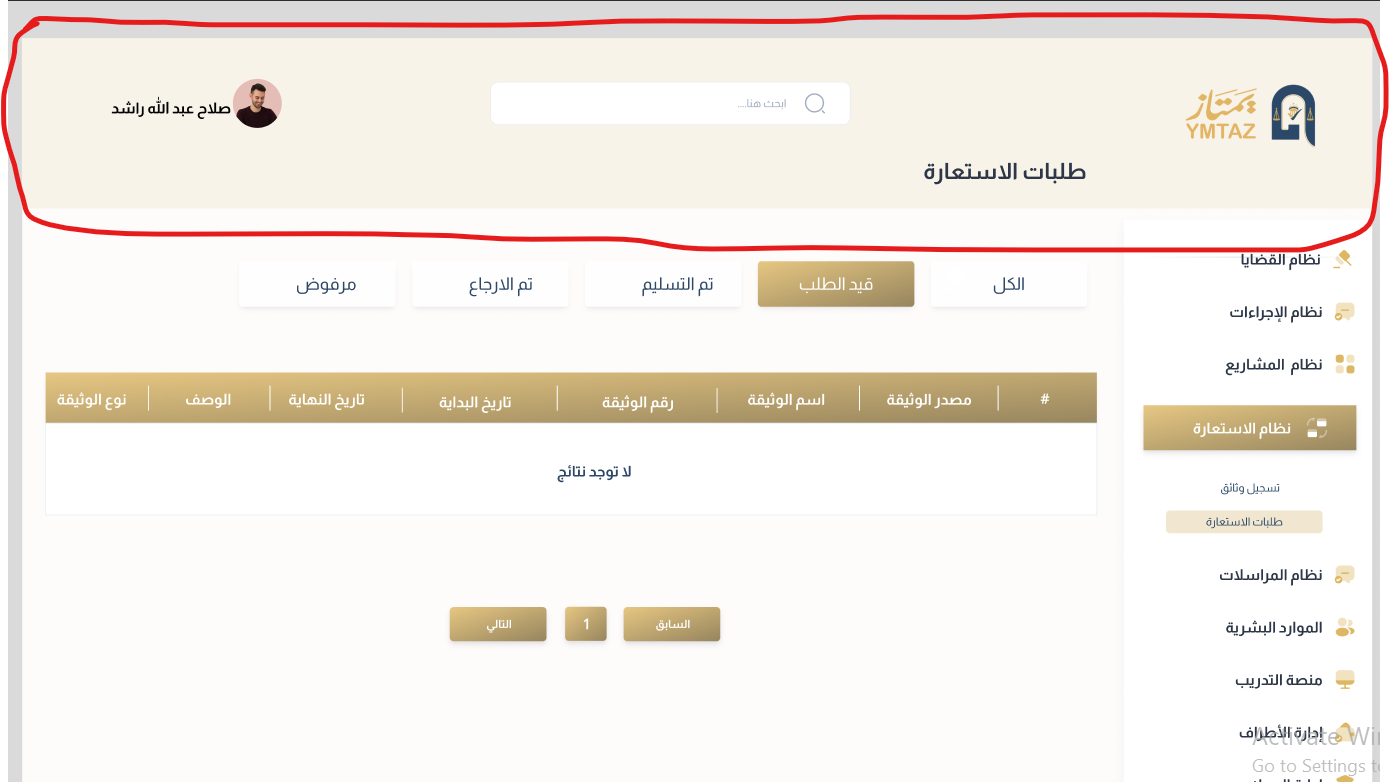 يمتاز
YMTAZ
ابحث هنا...
صلاح عبد الله راشد
طلبات الاستعارة
نظام القضايا
نظام الإجراءات
نظام المشاريع
نظام الاستعارة
تسجيل وثائق
طلبات الاستعارة
نظام المراسلات
الموارد البشرية
منصة التدريب
إدارة الأطراف
الكل
قيد الطلب
تم التسليم
تم الارجاع
مرفوض
# مصدر الوثيقة اسم الوثيقة رقم الوثيقة تاريخ البداية تاريخ النهاية الوصف نوع الوثيقة
لا توجد نتائج
السابق 1 التالي
Activate Win
Go to Settings t